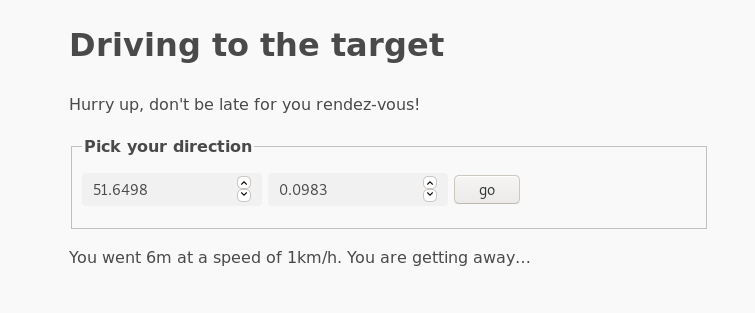 Driving to the target
Hurry up, don't be late for you rendez-vous!
Pick your direction
51.6498 0.0983 go
You went 6m at a speed of 1km/h. You are getting away...